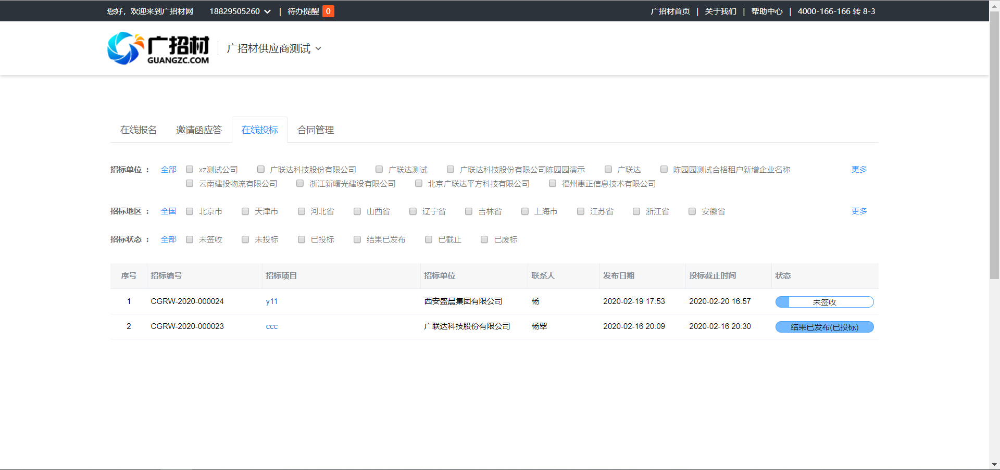 您好，欢迎来到广招材网 18829505260 | 待办提醒 0 广招材首页 | 关于我们 | 帮助中心 | 4000-166-166 转 8-3
广招材 广招材供应商测试
GUANGZC.COM
在线报名 邀请函应答 在线投标 合同管理
招标单位 ： 全部 xz测试公司 广联达科技股份有限公司 广联达测试 广联达科技股份有限公司陈园园演示 广联达 陈园园测试合格租户新增企业名称 更多
云南建投物流有限公司 浙江新曙光建设有限公司 北京广联达平方科技有限公司 福州惠正信息技术有限公司
招标地区 ： 全国 北京市 天津市 河北省 山西省 辽宁省 吉林省 上海市 江苏省 浙江省 安徽省 更多
招标状态 ： 全部 未签收 未投标 已投标 结果已发布 已截止 已废标
序号 招标编号 招标项目 招标单位 联系人 发布日期 投标截止时间 状态
1 CGRW-2020-000024 y11 西安盛晨集团有限公司 杨 2020-02-19 17:53 2020-02-20 16:57 未签收
2 CGRW-2020-000023 ccc 广联达科技股份有限公司 杨翠 2020-02-16 20:09 2020-02-16 20:30 结果已发布(已投标)